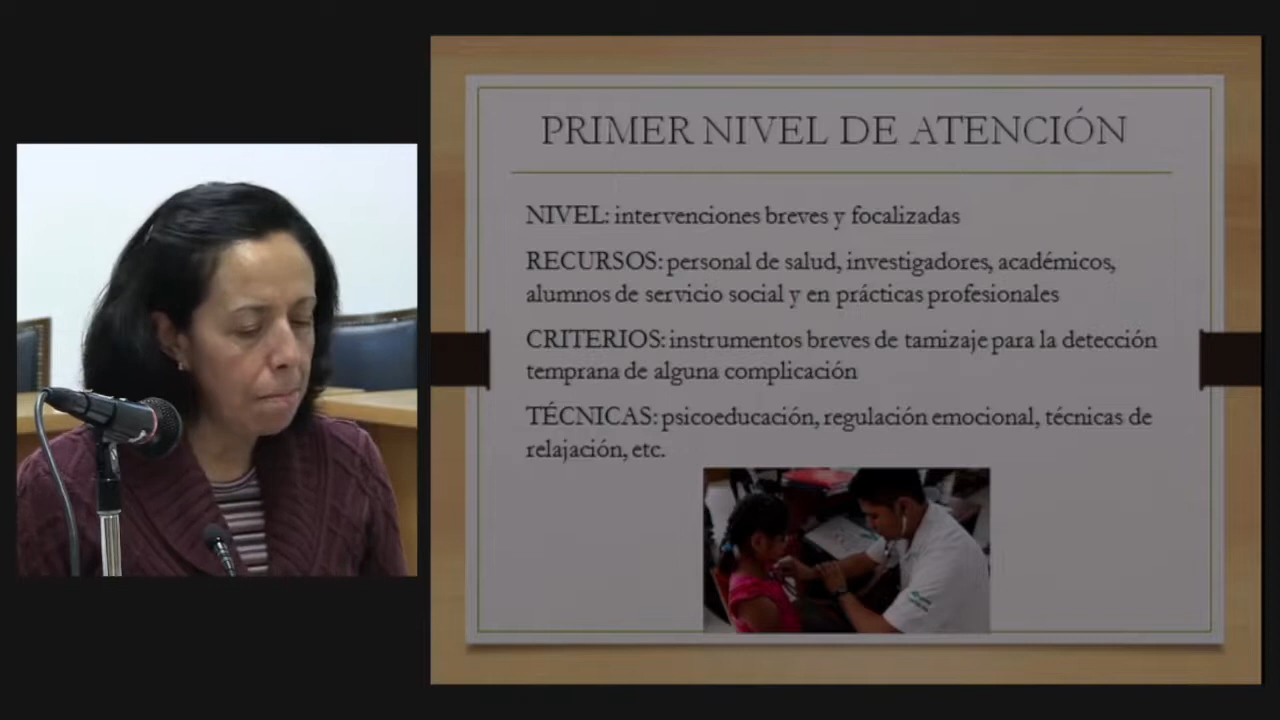 PRIMER NIVEL DE ATENCIÓN
NIVEL: intervenciones breves y focalizadas
RECURSOS: personal de salud, investigadores, académicos,
alumnos de servicio social y en prácticas profesionales
CRITERIOS: instrumentos breves de tamizaje para la detección
temprana de alguna complicación
TÉCNICAS: psicoeducación, regulación emocional, técnicas de
relajación, etc.